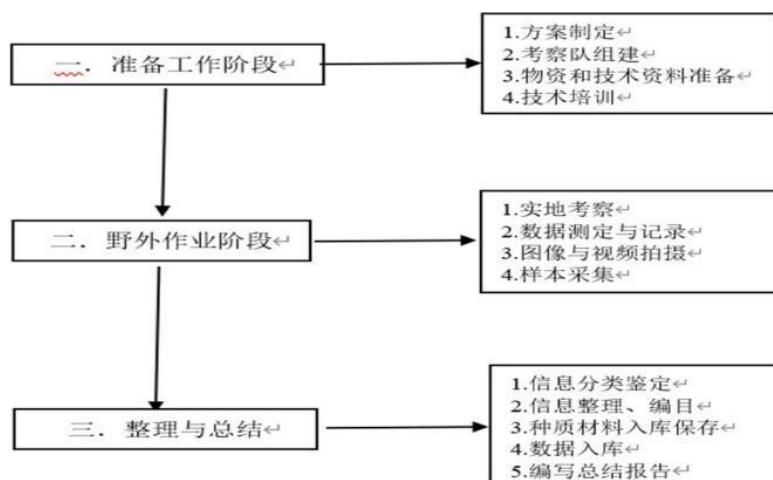 一．准备工作阶段↵
1.方案制定↵
2.考察队组建↵
3.物资和技术资料准备↵
4.技术培训↵
二．野外作业阶段↵
1.实地考察↵
2.数据测定与记录↵
3.图像与视频拍摄↵
4.样本采集↵
三．整理与总结↵
1.信息分类鉴定↵
2.信息整理、编目↵
3.种质材料入库保存↵
4.数据入库↵
5.编写总结报告↵